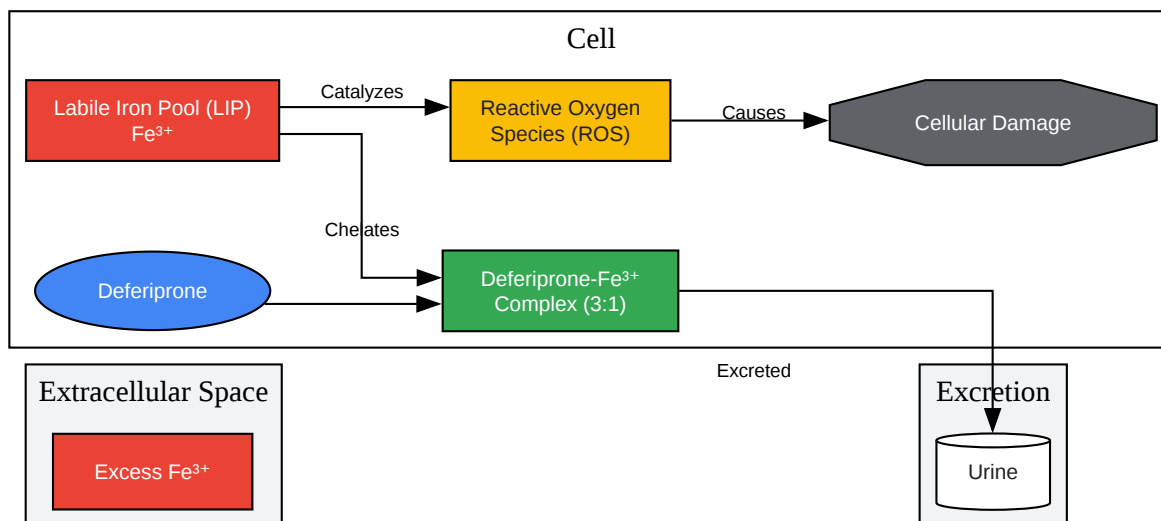 Cell
Labile Iron Pool (LIP)
Fe³⁺
Catalyzes
Reactive Oxygen
Species (ROS)
Causes
Cellular Damage
Chelates
Deferiprone
Deferiprone-Fe³⁺
Complex (3:1)
Excreted
Extracellular Space
Excess Fe³⁺
Excretion
Urine